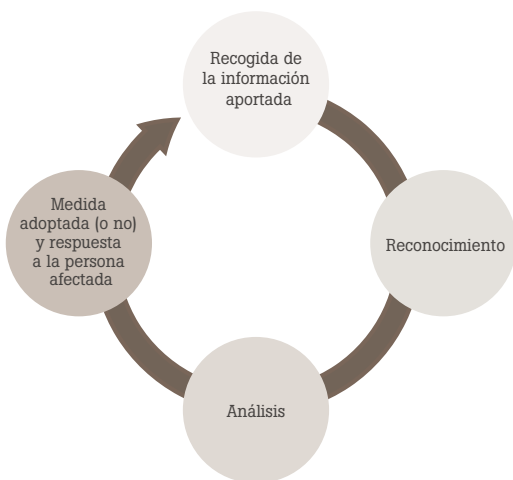 Recogida de
la información
aportada
Reconocimiento
Análisis
Medida
adoptada (o no)
y respuesta
a la persona
afectada